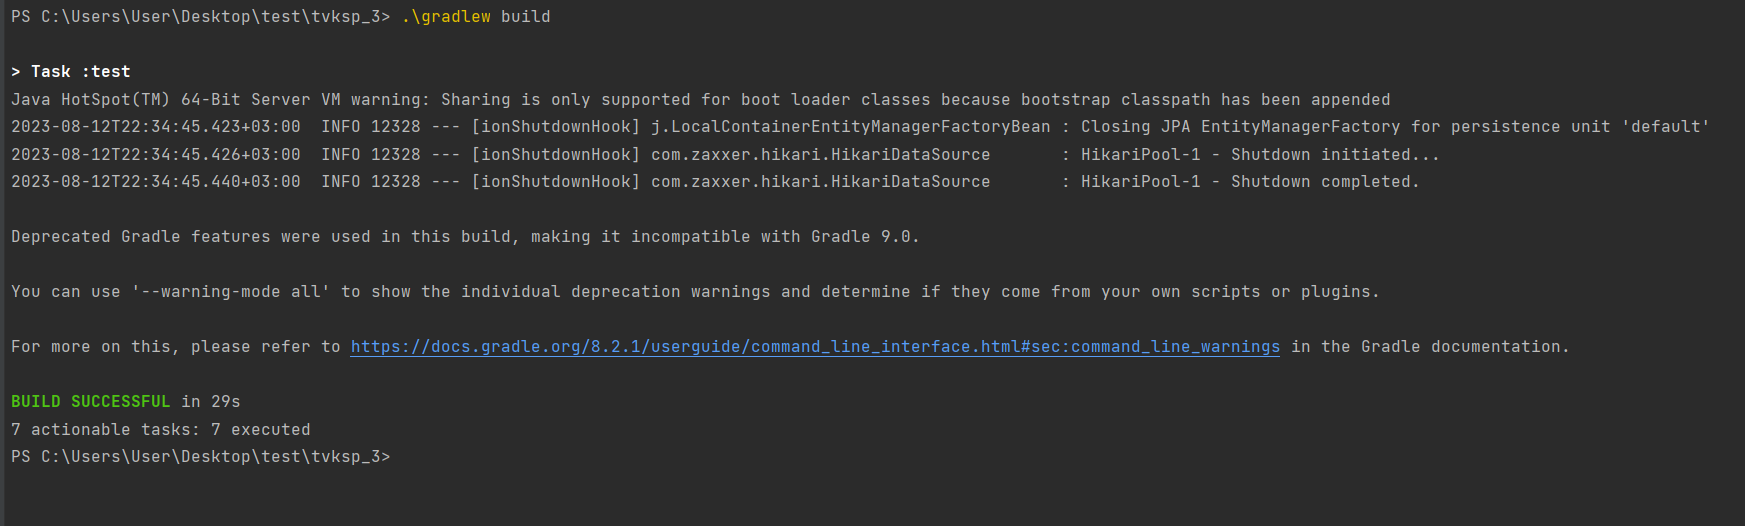 PS C:\Users\User\Desktop\test\tvksp_3> .\gradlew build
> Task :test
Java HotSpot(TM) 64-Bit Server VM warning: Sharing is only supported for boot loader classes because bootstrap classpath has been appended
2023-08-12T22:34:45.423+03:00  INFO 12328 --- [ionShutdownHook] j.LocalContainerEntityManagerFactoryBean : Closing JPA EntityManagerFactory for persistence unit 'default'
2023-08-12T22:34:45.426+03:00  INFO 12328 --- [ionShutdownHook] com.zaxxer.hikari.HikariDataSource       : HikariPool-1 - Shutdown initiated...
2023-08-12T22:34:45.440+03:00  INFO 12328 --- [ionShutdownHook] com.zaxxer.hikari.HikariDataSource       : HikariPool-1 - Shutdown completed.
Deprecated Gradle features were used in this build, making it incompatible with Gradle 9.0.
You can use '--warning-mode all' to show the individual deprecation warnings and determine if they come from your own scripts or plugins.
For more on this, please refer to https://docs.gradle.org/8.2.1/userguide/command_line_interface.html#sec:command_line_warnings in the Gradle documentation.
BUILD SUCCESSFUL in 29s
7 actionable tasks: 7 executed
PS C:\Users\User\Desktop\test\tvksp_3>